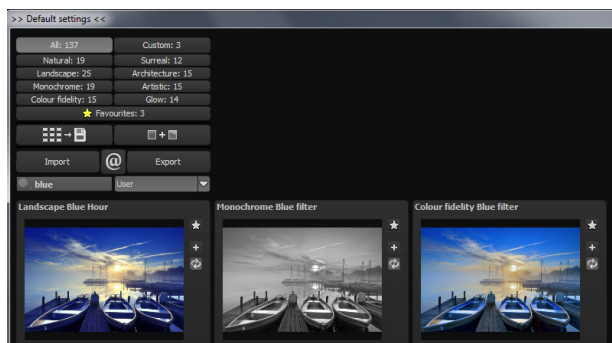 >> Default settings <<
All: 137 Custom: 3
Natural: 19 Surreal: 12
Landscape: 25 Architecture: 15
Monochrome: 19 Artistic: 15
Colour fidelity: 15 Glow: 14
Favourites: 3
Import @ Export
blue User
Landscape Blue Hour Monochrome Blue filter Colour fidelity Blue filter